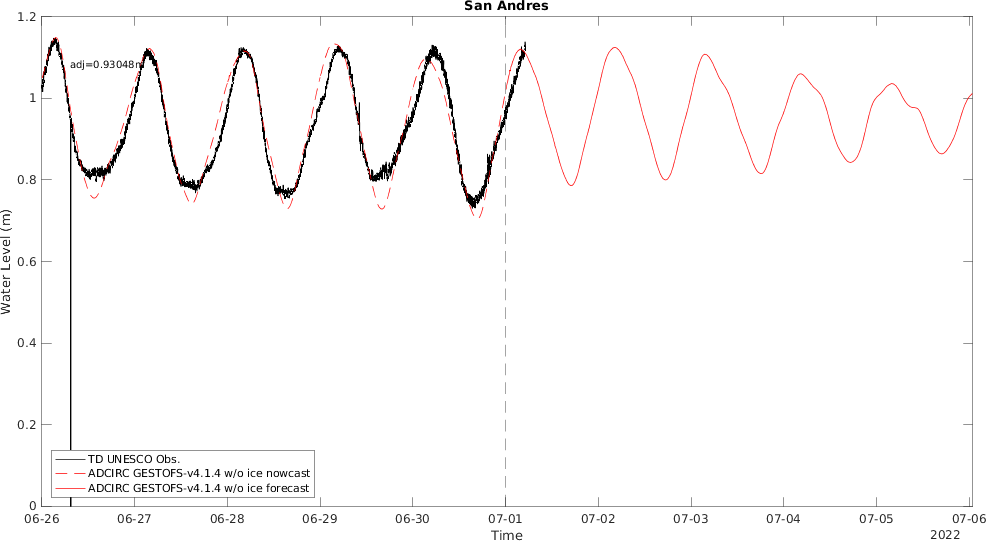 San Andres
1.2
adj=0.93048m
1
0.8
0.6
0.4
0.2
0
Water Level (m)
TD UNESCO Obs.
ADCIRC GESTOFS-v4.1.4 w/o ice nowcast
ADCIRC GESTOFS-v4.1.4 w/o ice forecast
06-26 06-27 06-28 06-29 06-30 07-01 07-02 07-03 07-04 07-05 07-06
Time
2022